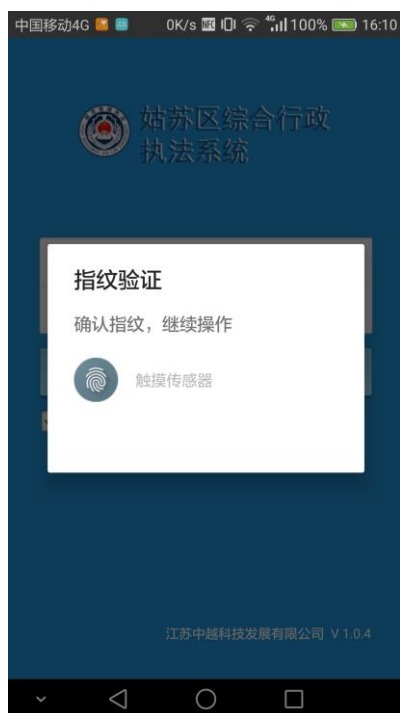 中国移动4G 0K/s NFC 4G 100% 16:10
姑苏区综合行政
执法系统
指纹验证
确认指纹，继续操作
触摸传感器
江苏中越科技发展有限公司 V 1.0.4